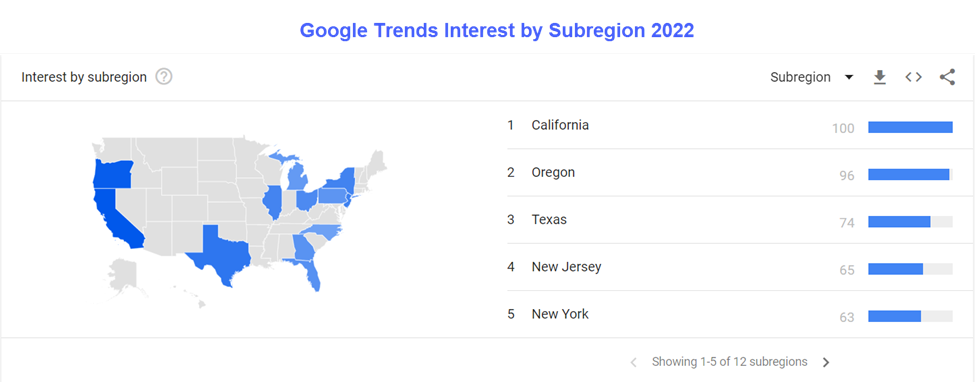 Google Trends Interest by Subregion 2022
Interest by subregion ?
Subregion
1 California 100
2 Oregon 96
3 Texas 74
4 New Jersey 65
5 New York 63
Showing 1-5 of 12 subregions